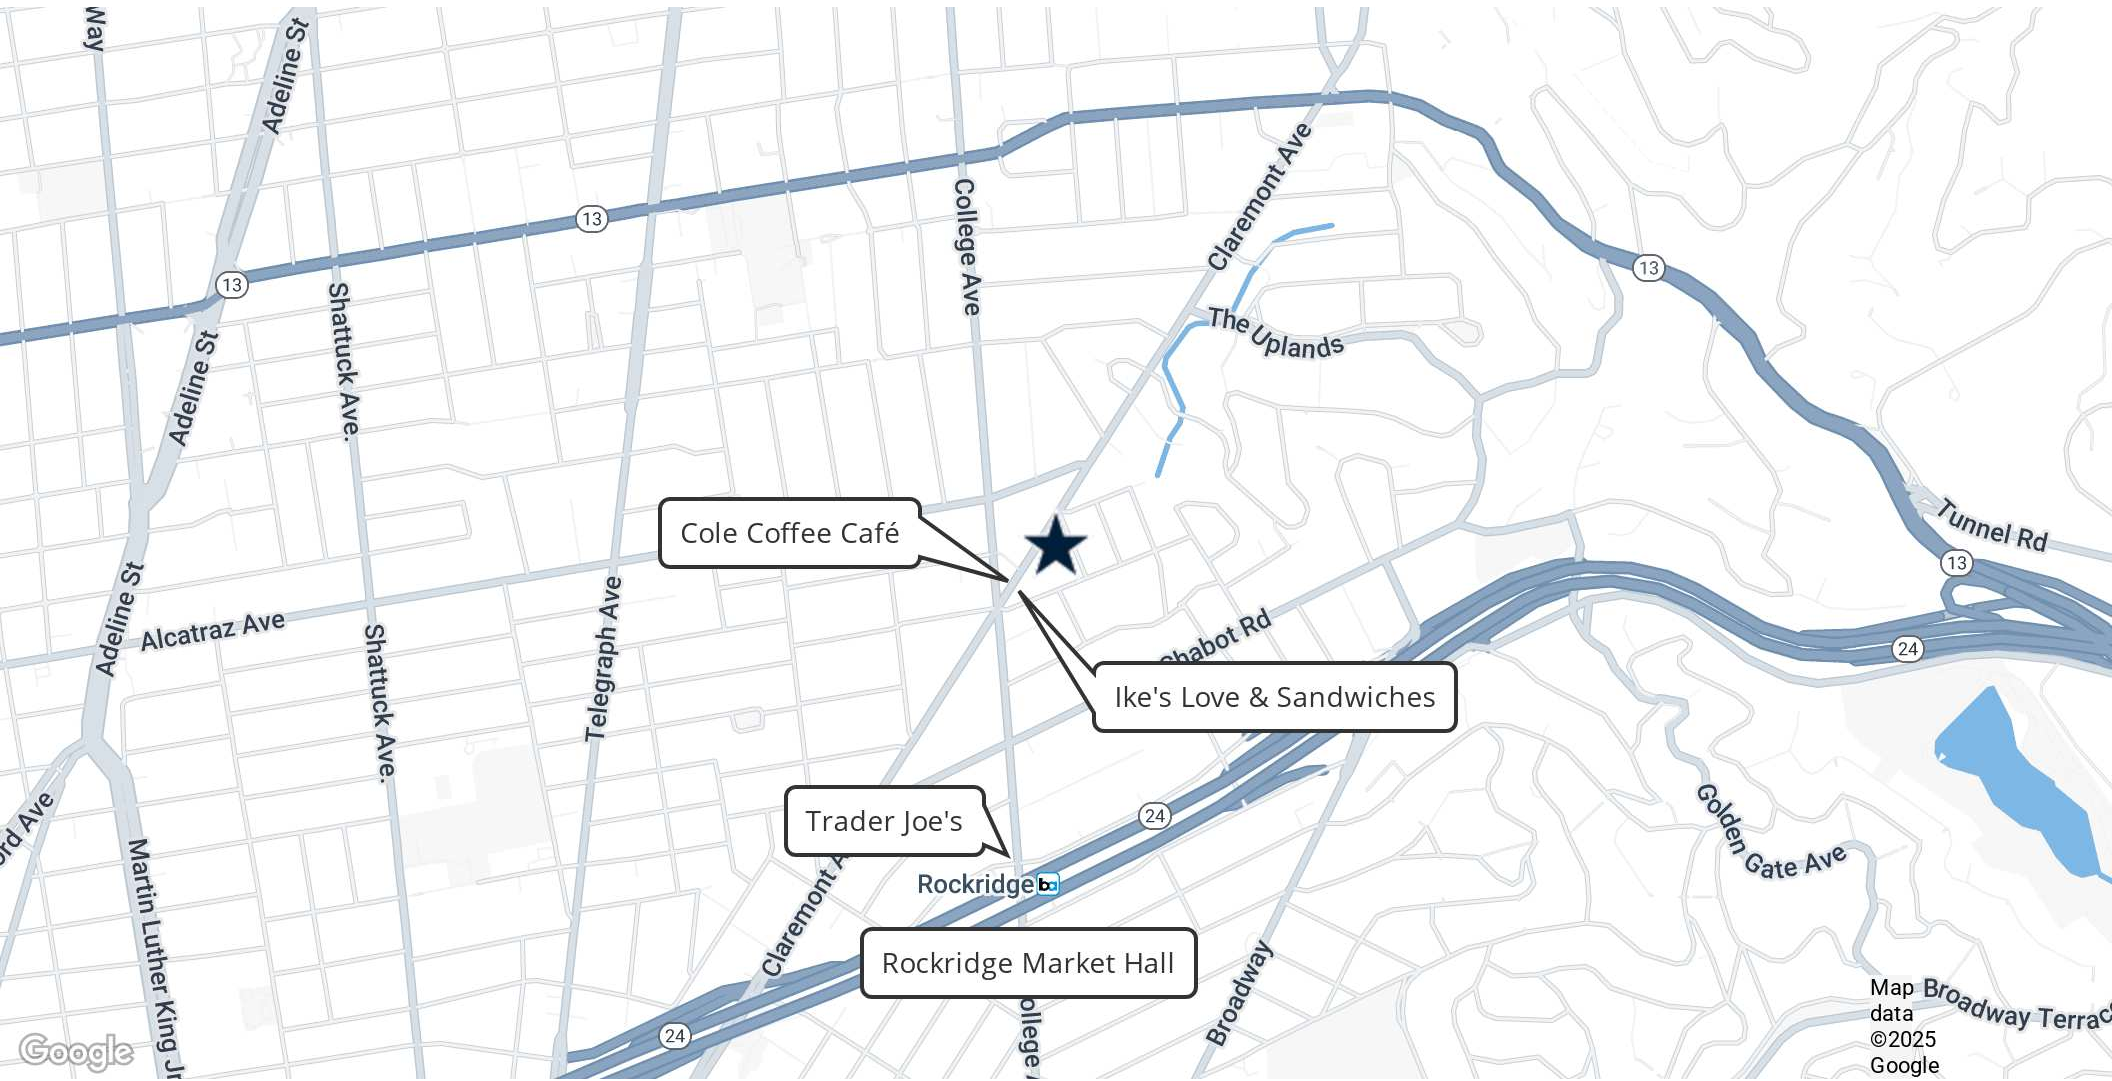 Way
Adeline St
13
Claremont Ave
College Ave
13
13
13
Shattuck Ave.
The Uplands
Adeline St
Cole Coffee Café
Tunnel Rd
13
Adeline St
Alcatraz Ave
Telegraph Ave
Shattuck Ave.
Chabot Rd
24
Ike's Love & Sandwiches
Trader Joe's
24
Golden Gate Ave
Rockridge
ba
Claremont A
Martin Luther King Jr
Rockridge Market Hall
Broadway
Broadway Terrac
24
Map
data
©2025
Google
Google